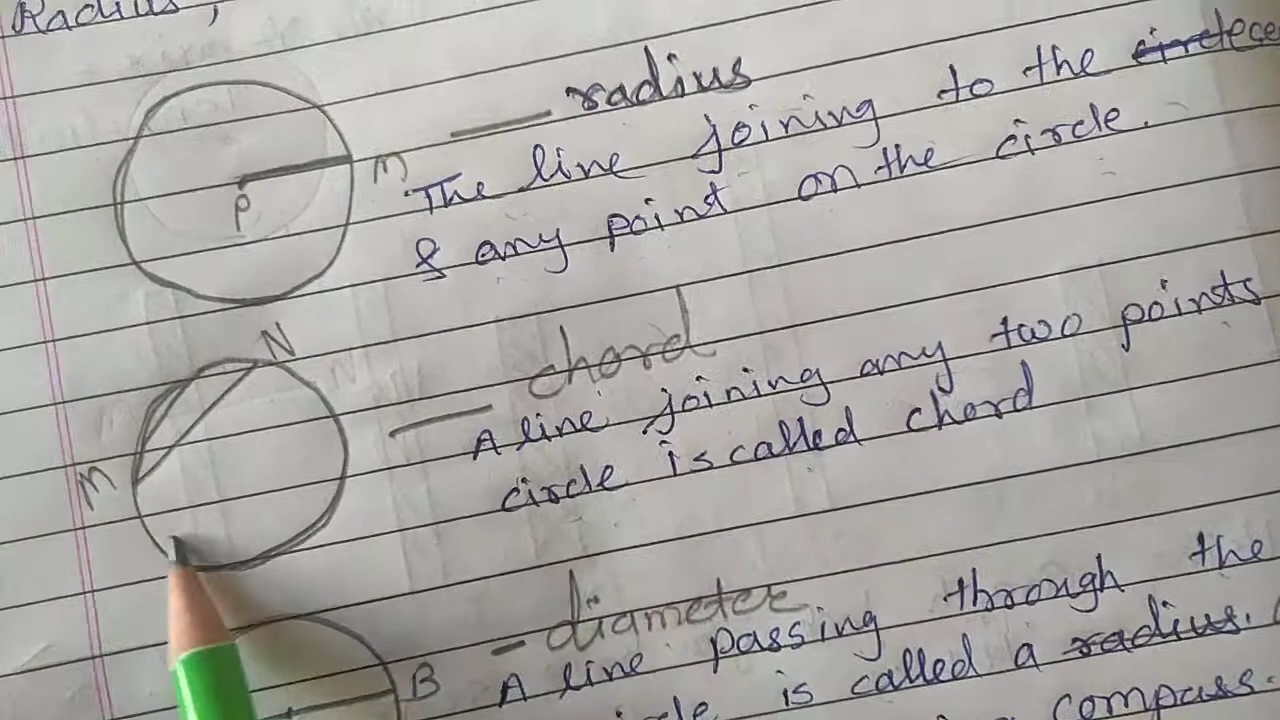 Radius,
radius
The line joining to the
M
P
& any point on the circle.
N
chord
A line joining any two points
M
circle is called chord
diameter
A line passing through the
B
is called a radius.
compass.